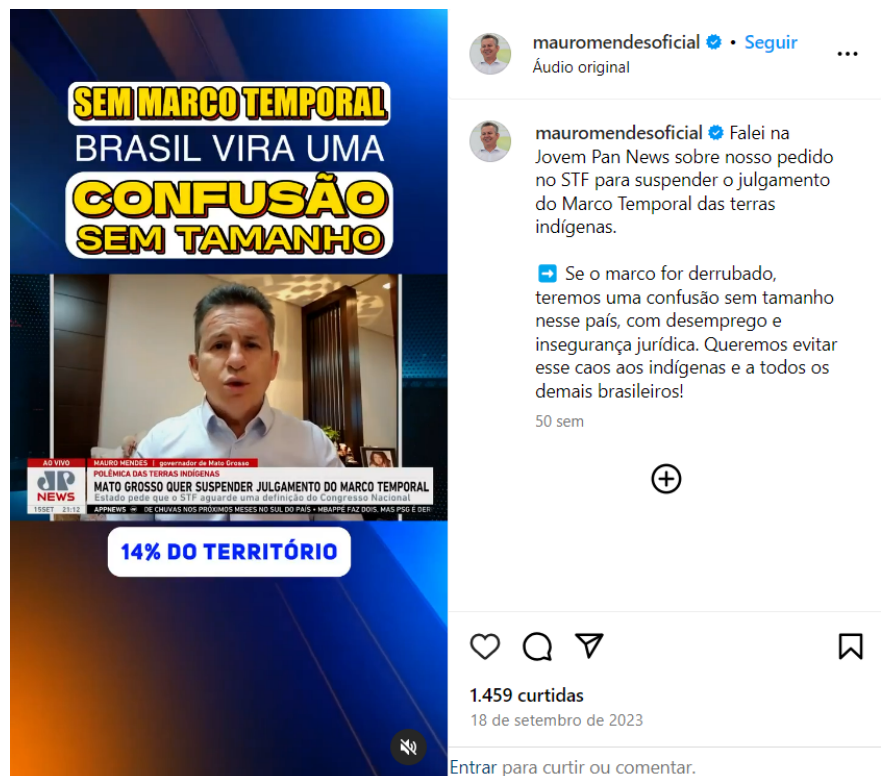 SEM MARCO TEMPORAL
BRASIL VIRA UMA
CONFUSÃO
SEM TAMANHO
AO VIVO
MAURO MENDES | governador de Mato Grosso
JP
NEWS
POLÊMICA DAS TERRAS INDÍGENAS
MATO GROSSO QUER SUSPENDER JULGAMENTO DO MARCO TEMPORAL
Estado pede que o STF aguarde uma definição do Congresso Nacional
15SET 21:12
APPNEWS
DE CHUVAS NOS PRÓXIMOS MESES NO SUL DO PAÍS • MBAPPÉ FAZ DOIS, MAS PSG É DER
14% DO TERRITÓRIO
mauromendesoficial • Seguir
Áudio original
mauromendesoficial Falei na
Jovem Pan News sobre nosso pedido
no STF para suspender o julgamento
do Marco Temporal das terras
indígenas.
➡️ Se o marco for derrubado,
teremos uma confusão sem tamanho
nesse país, com desemprego e
insegurança jurídica. Queremos evitar
esse caos aos indígenas e a todos os
demais brasileiros!
50 sem
1.459 curtidas
18 de setembro de 2023
Entrar para curtir ou comentar.